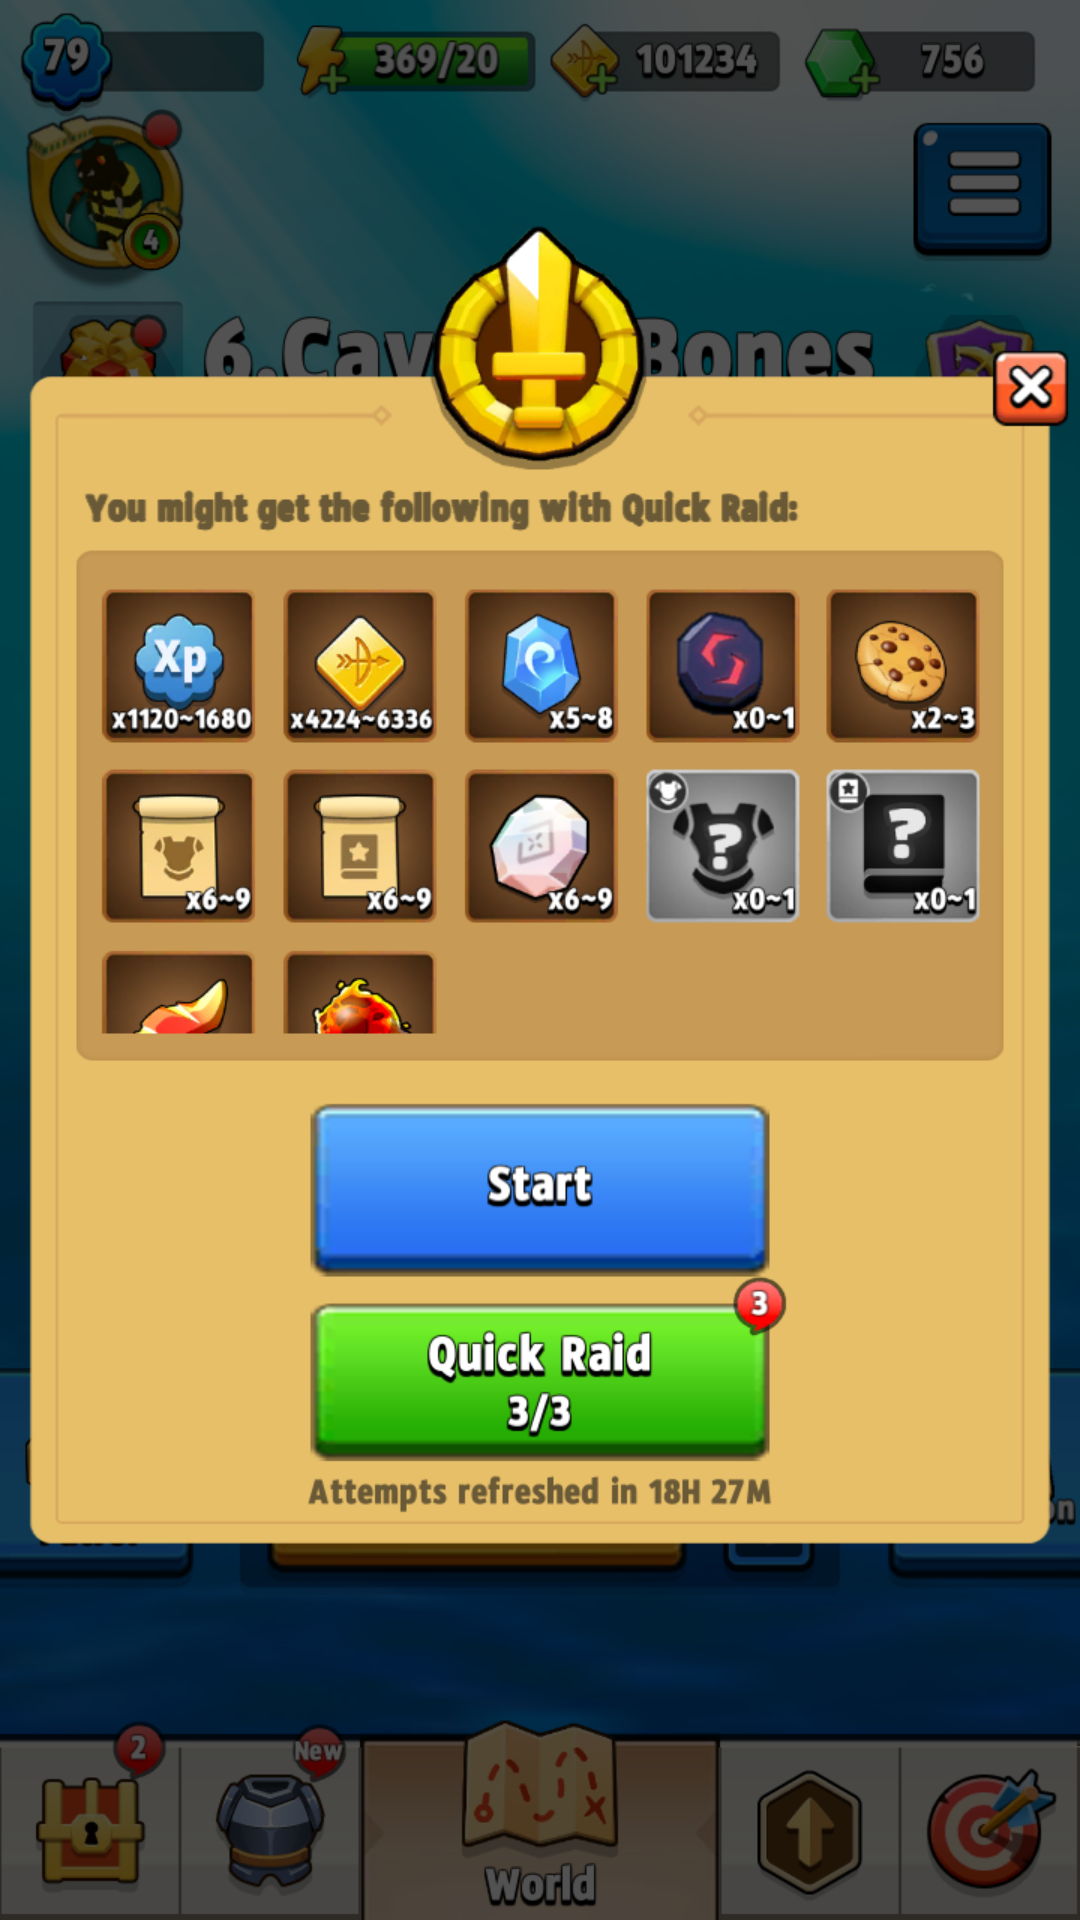 79
369/20
101234
756
4
6.Cav Bones
You might get the following with Quick Raid:
Xp
x1120~1680
x4224~6336
x5~8
x0~1
x2~3
x6~9
x6~9
x6~9
?
x0~1
?
x0~1
Start
3
Quick Raid
3/3
Attempts refreshed in 18H 27M
2
New
World